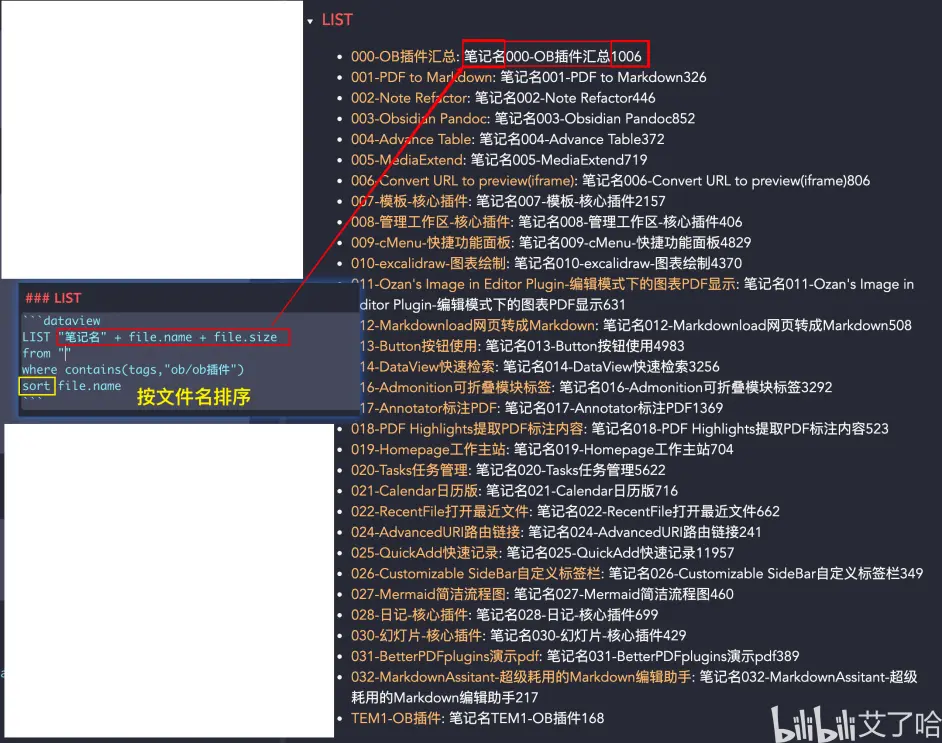 LIST
000-OB插件汇总: 笔记名000-OB插件汇总1006
001-PDF to Markdown: 笔记名001-PDF to Markdown326
002-Note Refactor: 笔记名002-Note Refactor446
003-Obsidian Pandoc: 笔记名003-Obsidian Pandoc852
004-Advance Table: 笔记名004-Advance Table372
005-MediaExtend: 笔记名005-MediaExtend719
006-Convert URL to preview(iframe): 笔记名006-Convert URL to preview(iframe)806
007-模板-核心插件: 笔记名007-模板-核心插件2157
008-管理工作区-核心插件: 笔记名008-管理工作区-核心插件406
009-cMenu-快捷功能面板: 笔记名009-cMenu-快捷功能面板4829
010-excalidraw-图表绘制: 笔记名010-excalidraw-图表绘制4370
011-Ozan's Image in Editor Plugin-编辑模式下的图表PDF显示: 笔记名011-Ozan's Image in
ditor Plugin-编辑模式下的图表PDF显示631
12-Markdownload网页转成Markdown: 笔记名012-Markdownload网页转成Markdown508
13-Button按钮使用: 笔记名013-Button按钮使用4983
14-DataView快速检索: 笔记名014-DataView快速检索3256
16-Admonition可折叠模块标签: 笔记名016-Admonition可折叠模块标签3292
17-Annotator标注PDF: 笔记名017-Annotator标注PDF1369
018-PDF Highlights提取PDF标注内容: 笔记名018-PDF Highlights提取PDF标注内容523
019-Homepage工作主站: 笔记名019-Homepage工作主站704
020-Tasks任务管理: 笔记名020-Tasks任务管理5622
021-Calendar日历版: 笔记名021-Calendar日历版716
022-RecentFile打开最近文件: 笔记名022-RecentFile打开最近文件662
024-AdvancedURI路由链接: 笔记名024-AdvancedURI路由链接241
025-QuickAdd快速记录: 笔记名025-QuickAdd快速记录11957
026-Customizable SideBar自定义标签栏: 笔记名026-Customizable SideBar自定义标签栏349
027-Mermaid简洁流程图: 笔记名027-Mermaid简洁流程图460
028-日记-核心插件: 笔记名028-日记-核心插件699
030-幻灯片-核心插件: 笔记名030-幻灯片-核心插件429
031-BetterPDFplugins演示pdf: 笔记名031-BetterPDFplugins演示pdf389
032-MarkdownAssitant-超级耗用的Markdown编辑助手: 笔记名032-MarkdownAssitant-超级
耗用的Markdown编辑助手217
TEM1-OB插件: 笔记名TEM1-OB插件168
### LIST
```dataview
LIST "笔记名" + file.name + file.size
from ""
where contains(tags,"ob/ob插件")
sort file.name
```
按文件名排序
bilibili 艾了哈